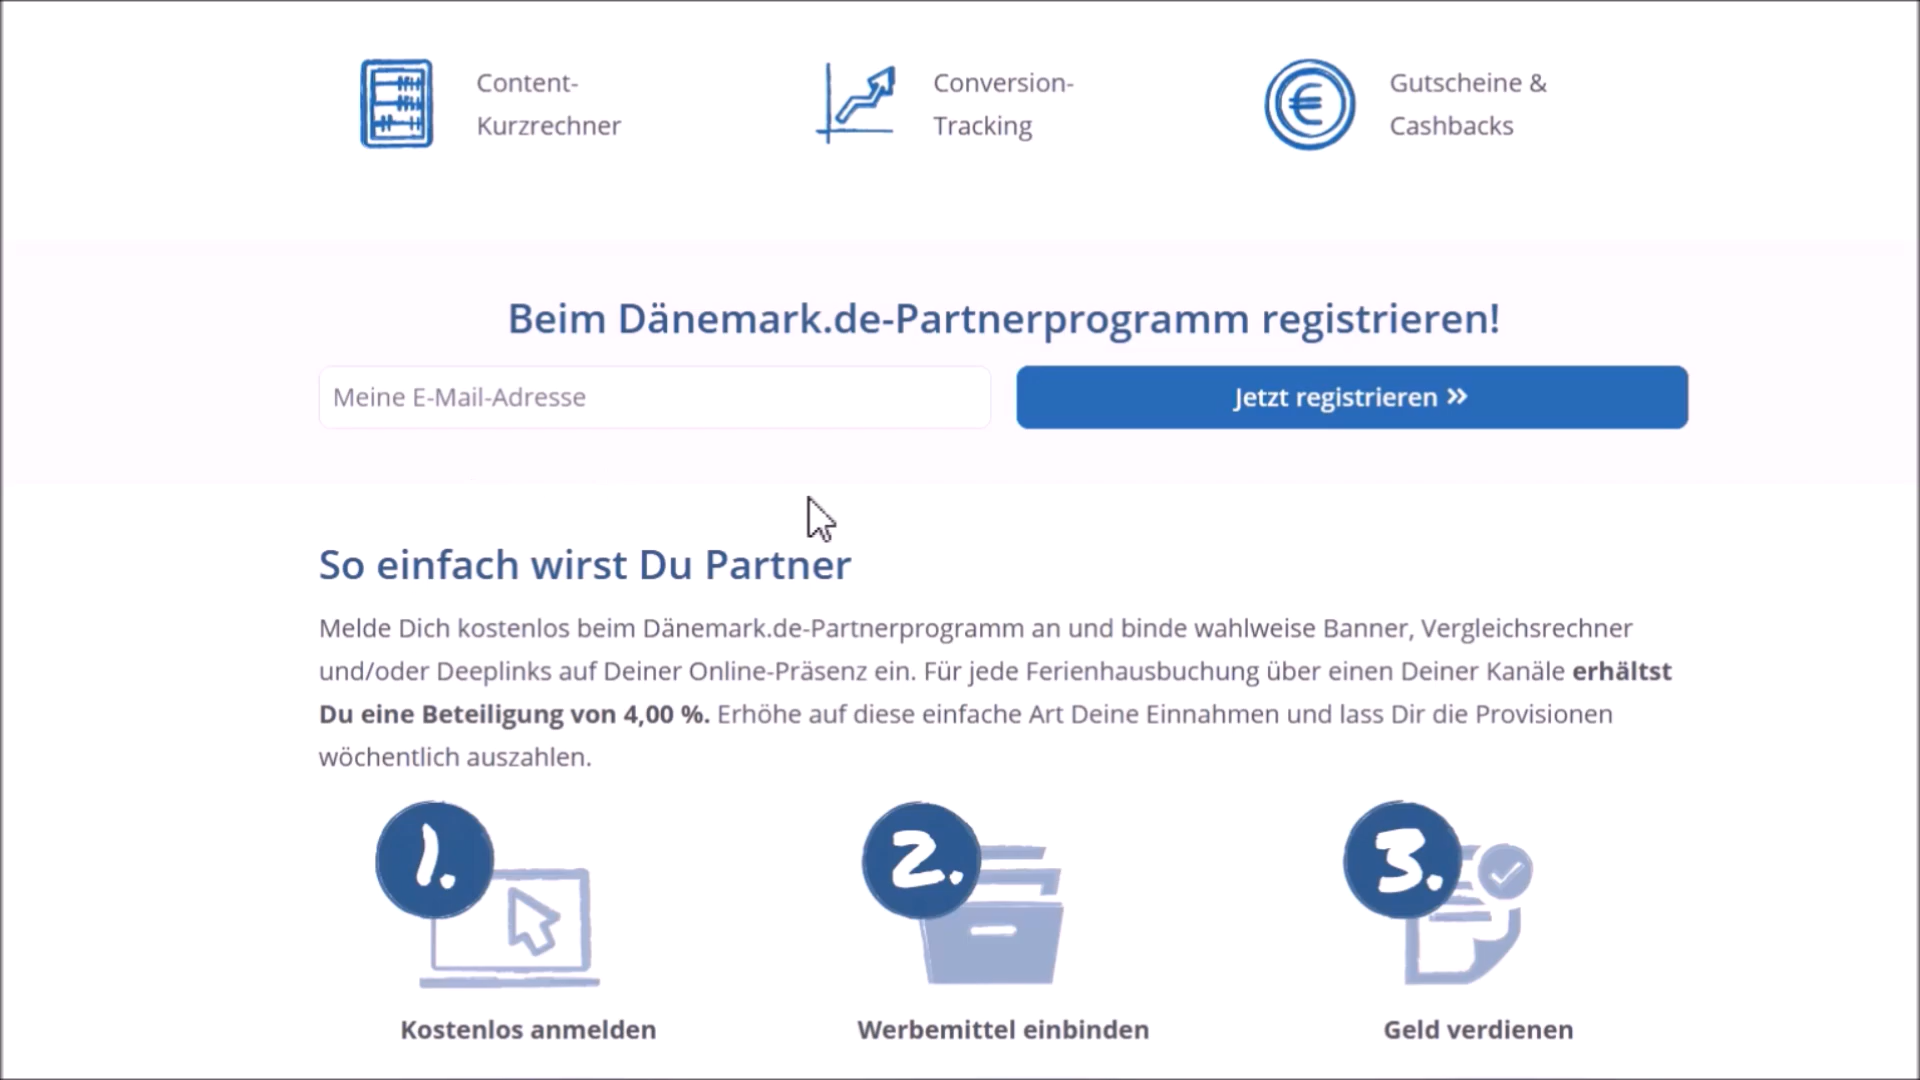 Content-
Kurzrechner
Conversion-
Tracking
Gutscheine &
Cashbacks
Beim Dänemark.de-Partnerprogramm registrieren!
Meine E-Mail-Adresse
Jetzt registrieren »
So einfach wirst Du Partner
Melde Dich kostenlos beim Dänemark.de-Partnerprogramm an und binde wahlweise Banner, Vergleichsrechner
und/oder Deeplinks auf Deiner Online-Präsenz ein. Für jede Ferienhausbuchung über einen Deiner Kanäle erhältst
Du eine Beteiligung von 4,00 %. Erhöhe auf diese einfache Art Deine Einnahmen und lass Dir die Provisionen
wöchentlich auszahlen.
1.
2.
3.
Kostenlos anmelden
Werbemittel einbinden
Geld verdienen